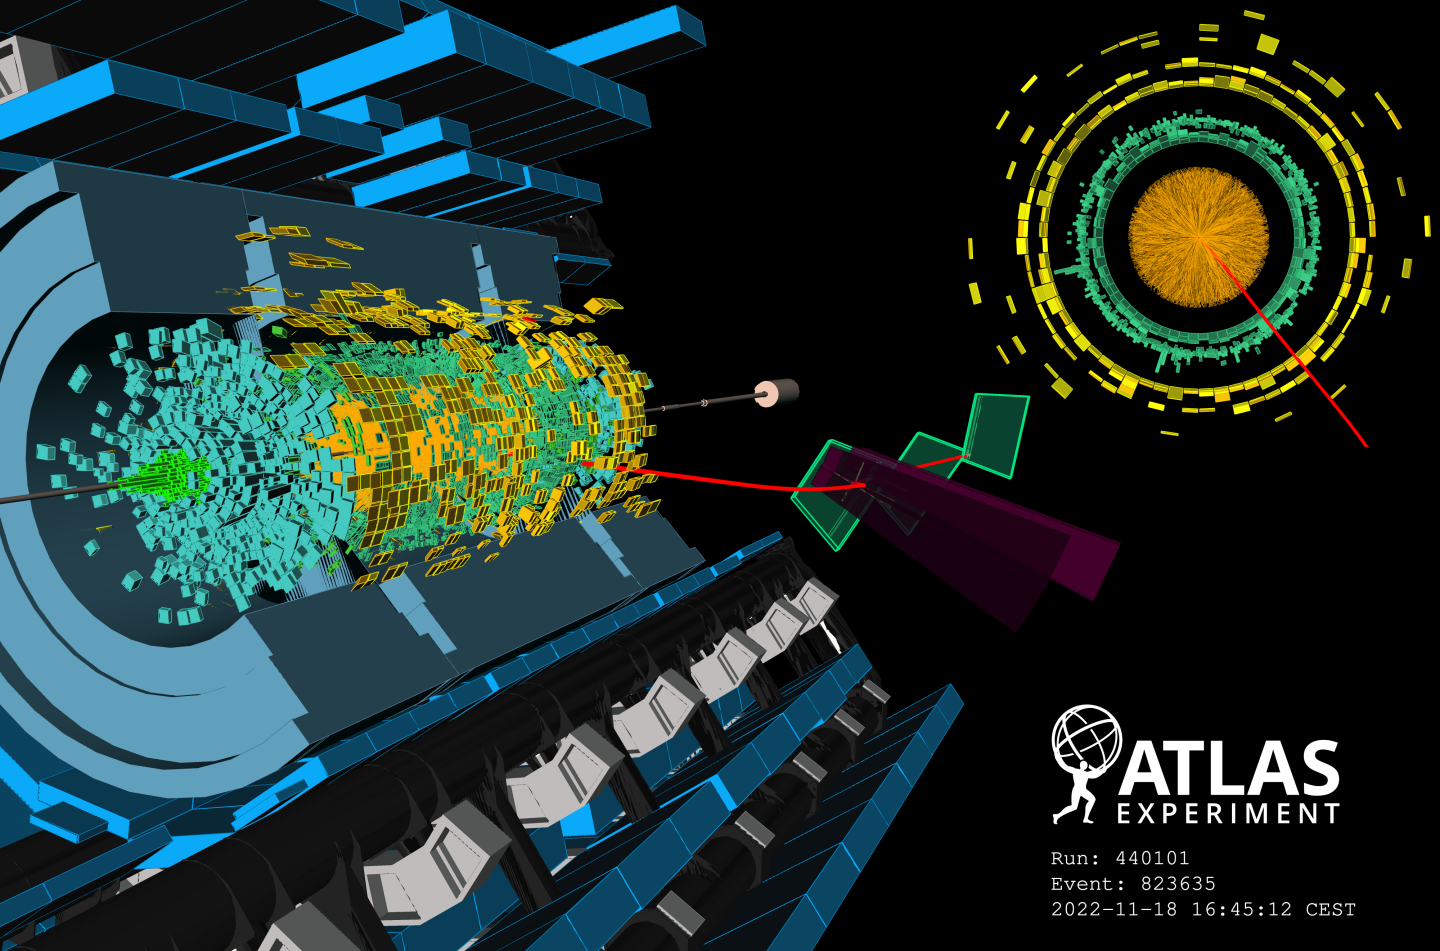 ATLAS
EXPERIMENT
Run: 440101
Event: 823635
2022-11-18 16:45:12 CEST